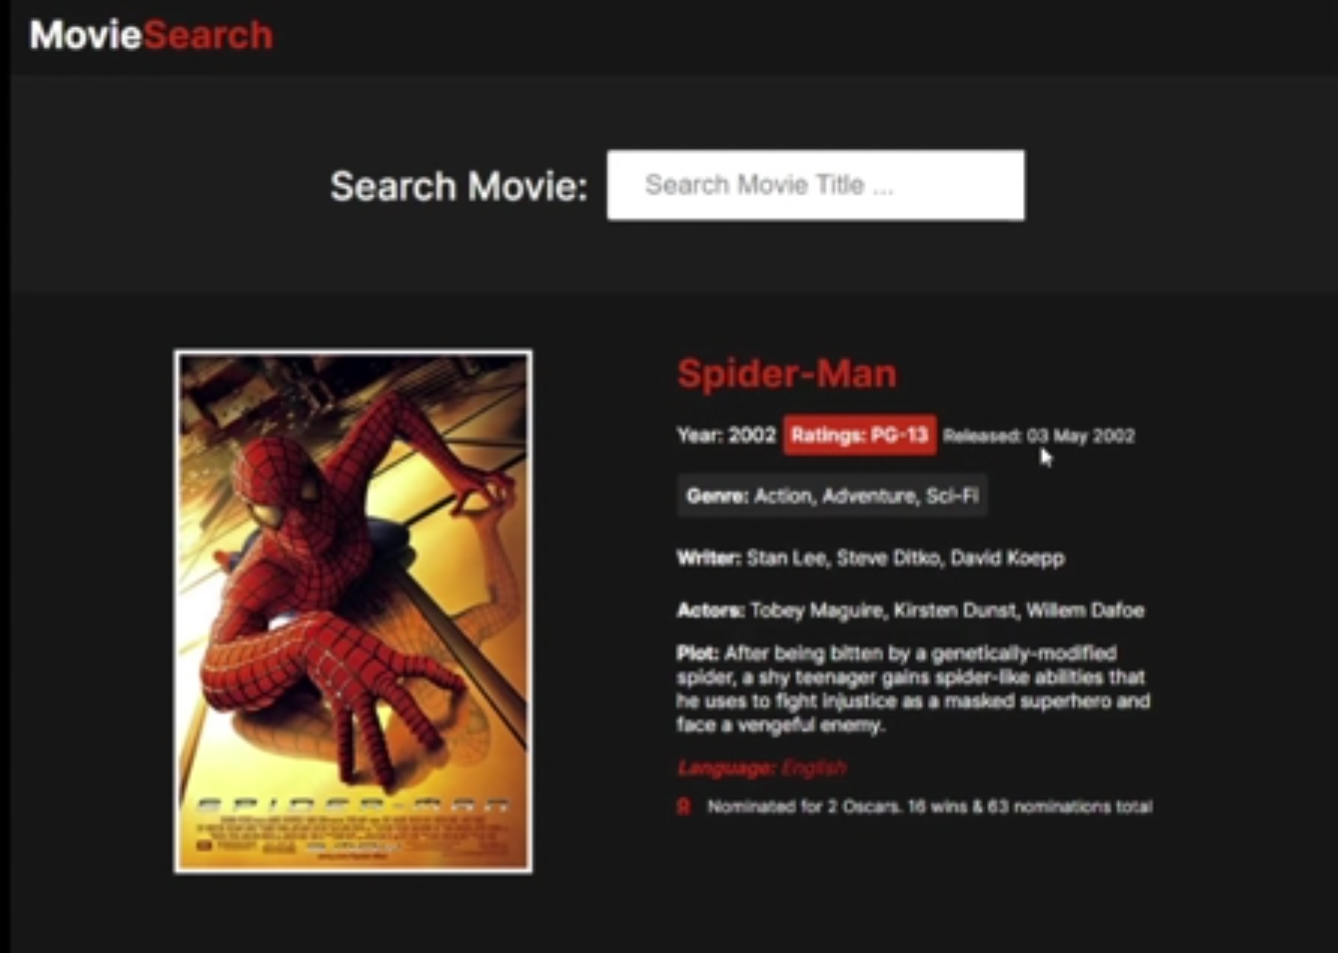 MovieSearch
Search Movie: Search Movie Title ...
Spider-Man
Year: 2002 Ratings: PG-13 Released: 03 May 2002
Genre: Action, Adventure, Sci-Fi
Writer: Stan Lee, Steve Ditko, David Koepp
Actors: Tobey Maguire, Kirsten Dunst, Willem Dafoe
Plot: After being bitten by a genetically-modified
spider, a shy teenager gains spider-like abilities that
he uses to fight injustice as a masked superhero and
face a vengeful enemy.
Language: English
Nominated for 2 Oscars. 16 wins & 63 nominations total
SPIDER-MAN